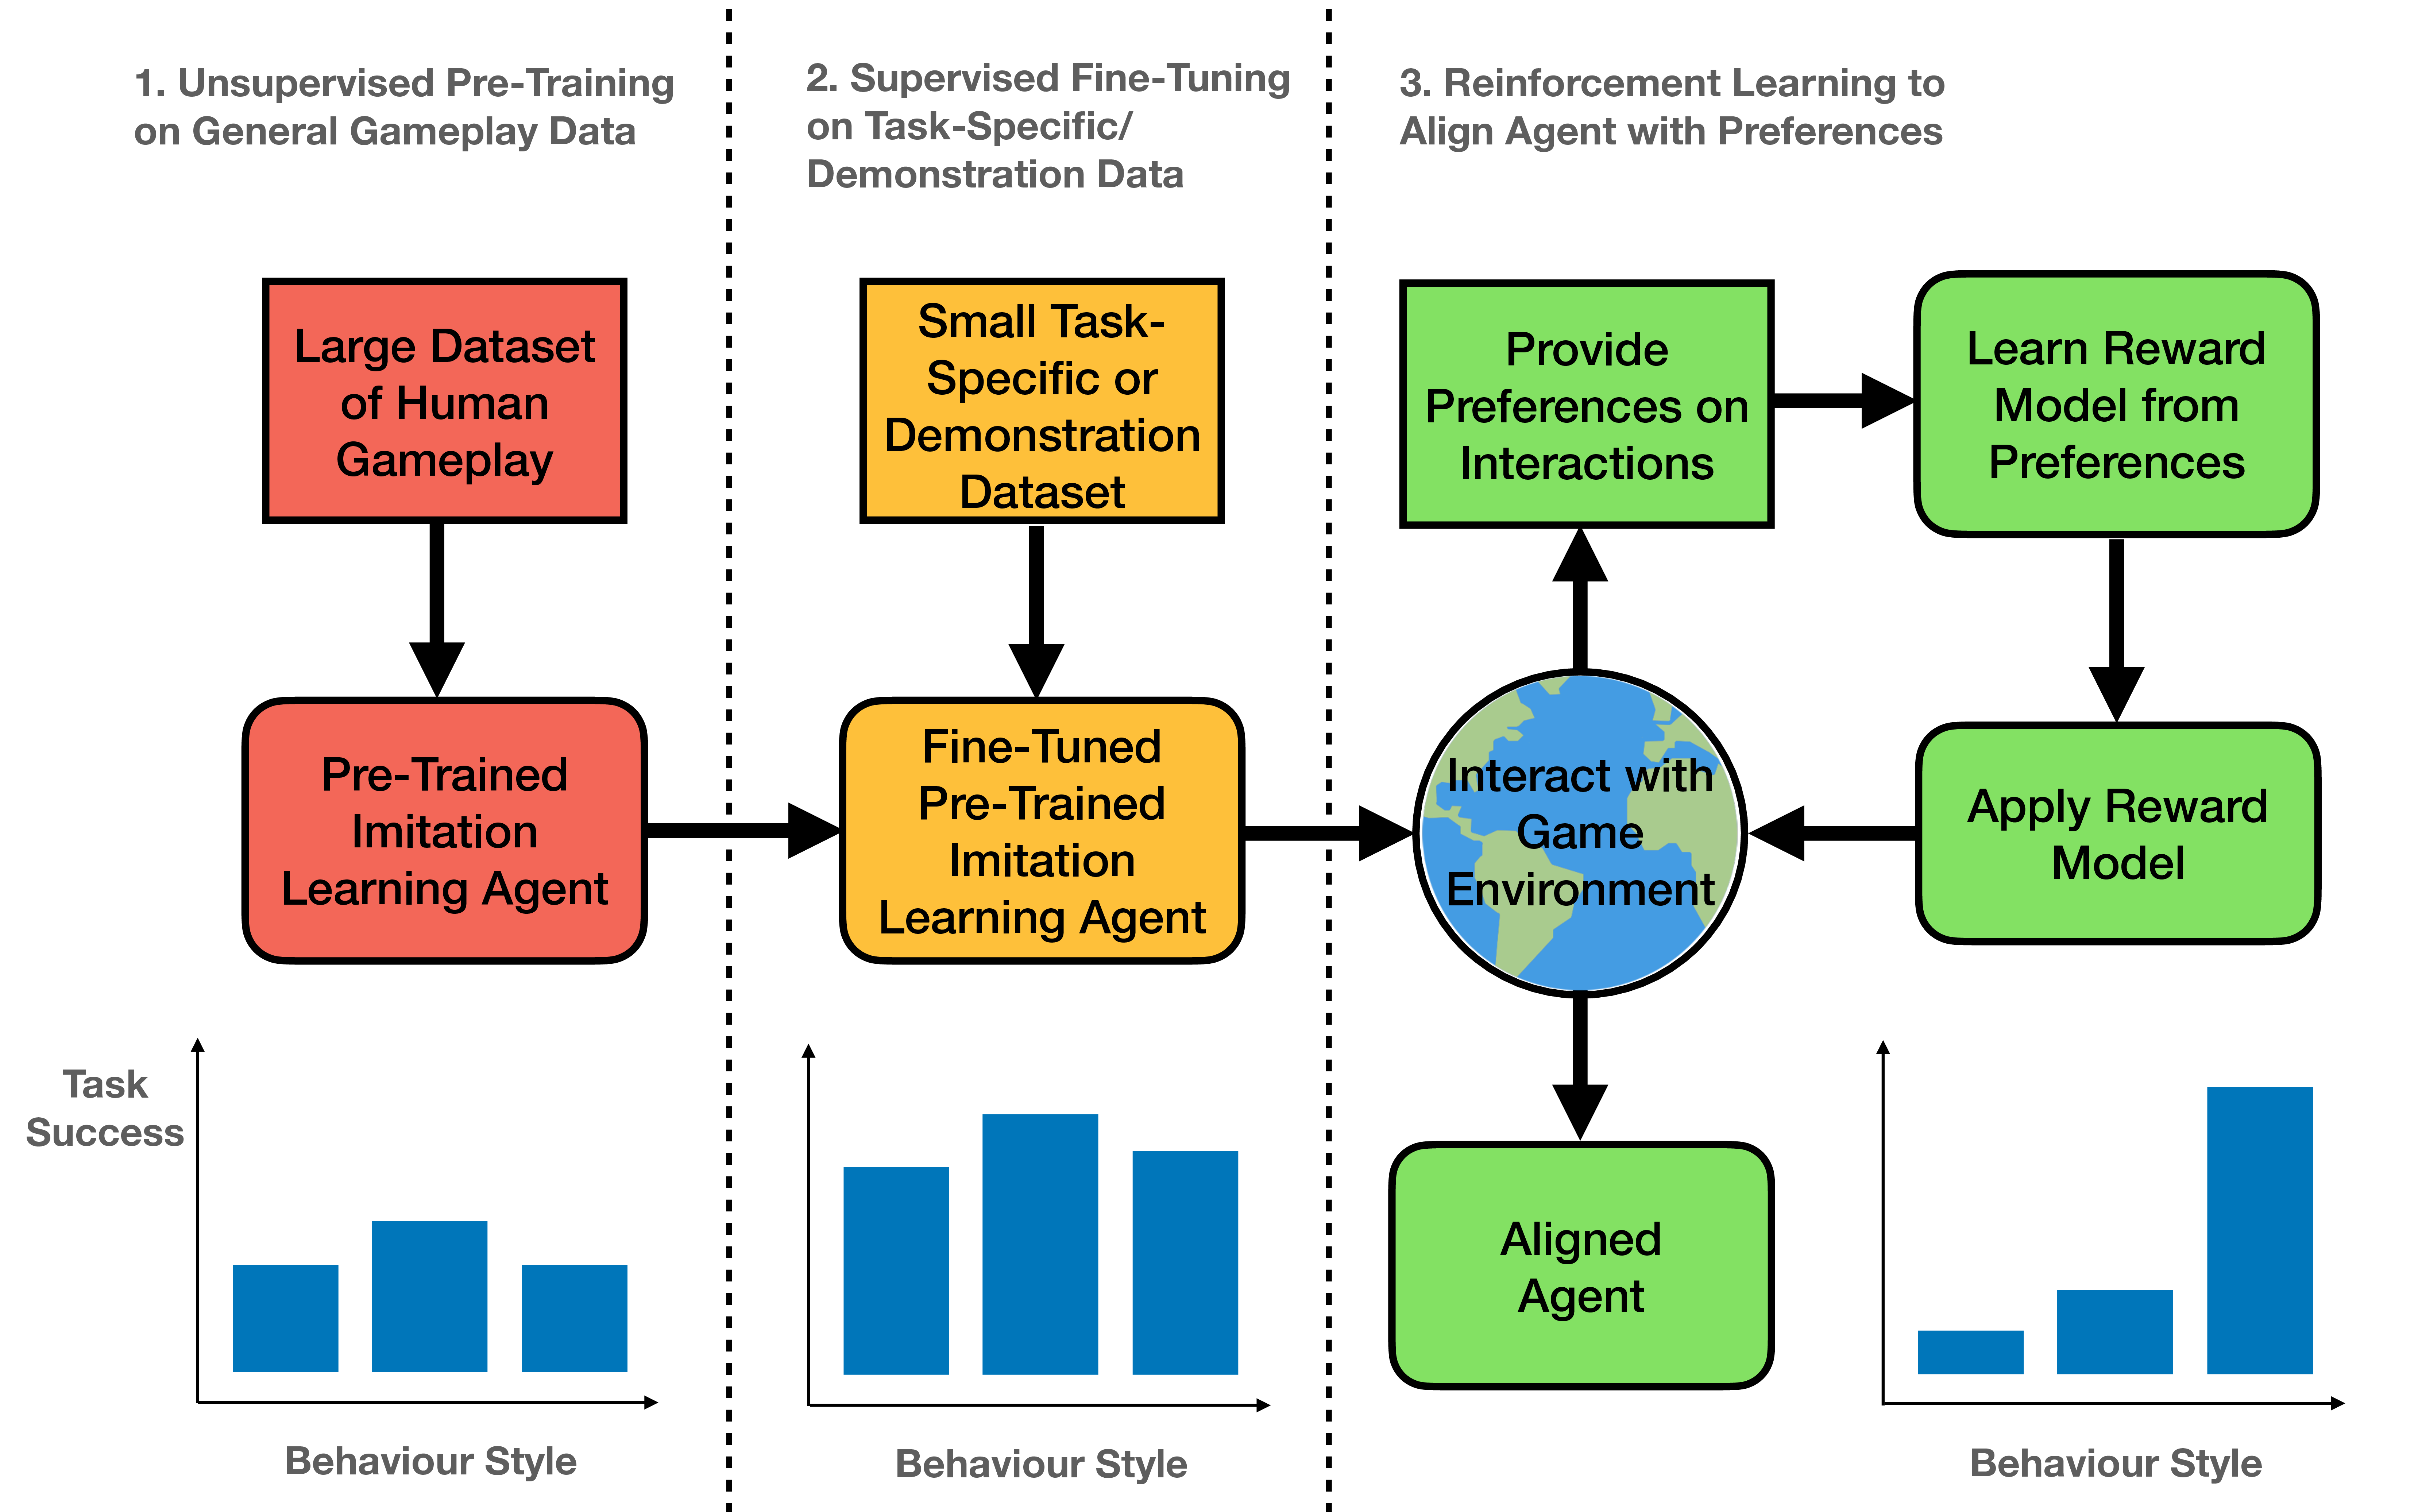 1. Unsupervised Pre-Training
on General Gameplay Data
2. Supervised Fine-Tuning
on Task-Specific/
Demonstration Data
3. Reinforcement Learning to
Align Agent with Preferences
Large Dataset
of Human
Gameplay
Small Task-
Specific or
Demonstration
Dataset
Provide
Preferences on
Interactions
Learn Reward
Model from
Preferences
Pre-Trained
Imitation
Learning Agent
Fine-Tuned
Pre-Trained
Imitation
Learning Agent
Interact with
Game
Environment
Apply Reward
Model
Task
Success
Aligned
Agent
Behaviour Style
Behaviour Style
Behaviour Style